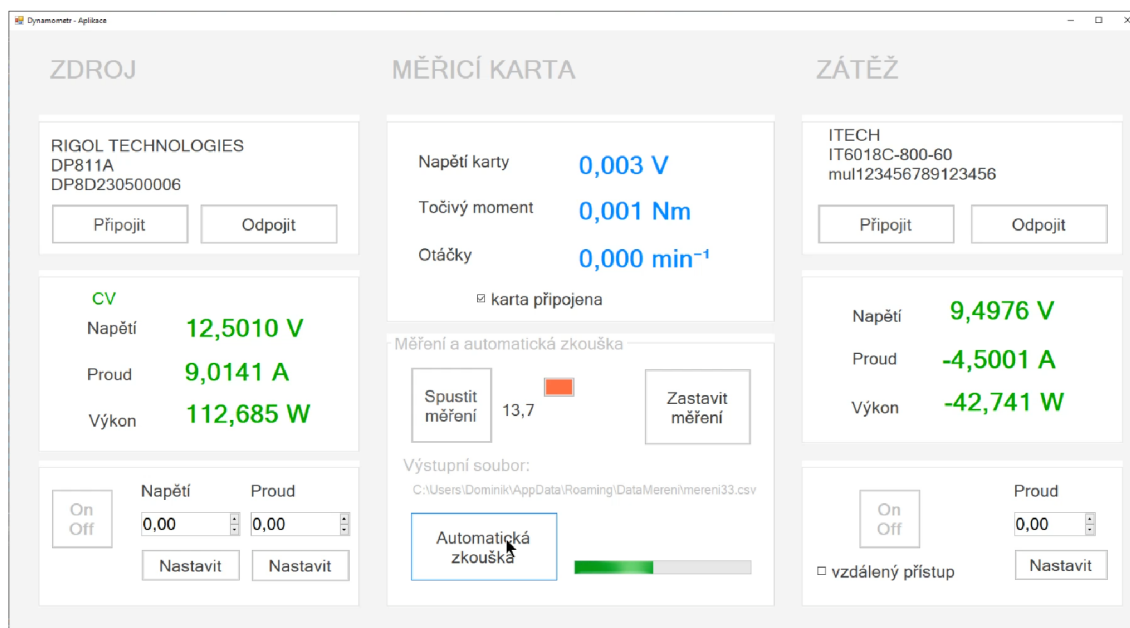 Dynamometr - Aplikace
ZDROJ
RIGOL TECHNOLOGIES
DP811A
DP8D230500006
Připojit
Odpojit
CV
Napětí
12,5010 V
Proud
9,0141 A
Výkon
112,685 W
On
Off
Napětí
0,00
Nastavit
Proud
0,00
Nastavit
MĚŘICÍ KARTA
Napětí karty
0,003 V
Točivý moment
0,001 Nm
Otáčky
0,000 min⁻¹
karta připojena
Měření a automatická zkouška
Spustit
měření
13,7
Zastavit
měření
Výstupní soubor:
C:\Users\Dominik\AppData\Roaming\DataMereni\mereni33.csv
Automatická
zkouška
ZÁTĚŽ
ITECH
IT6018C-800-60
mul123456789123456
Připojit
Odpojit
Napětí
9,4976 V
Proud
-4,5001 A
Výkon
-42,741 W
On
Off
vzdálený přístup
Proud
0,00
Nastavit